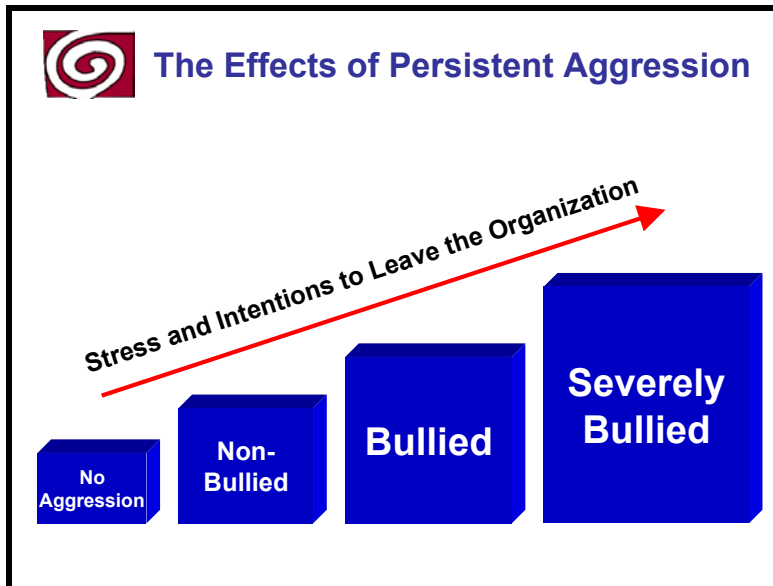 The Effects of Persistent Aggression
Stress and Intentions to Leave the Organization
No
Aggression
Non-
Bullied
Bullied
Severely
Bullied